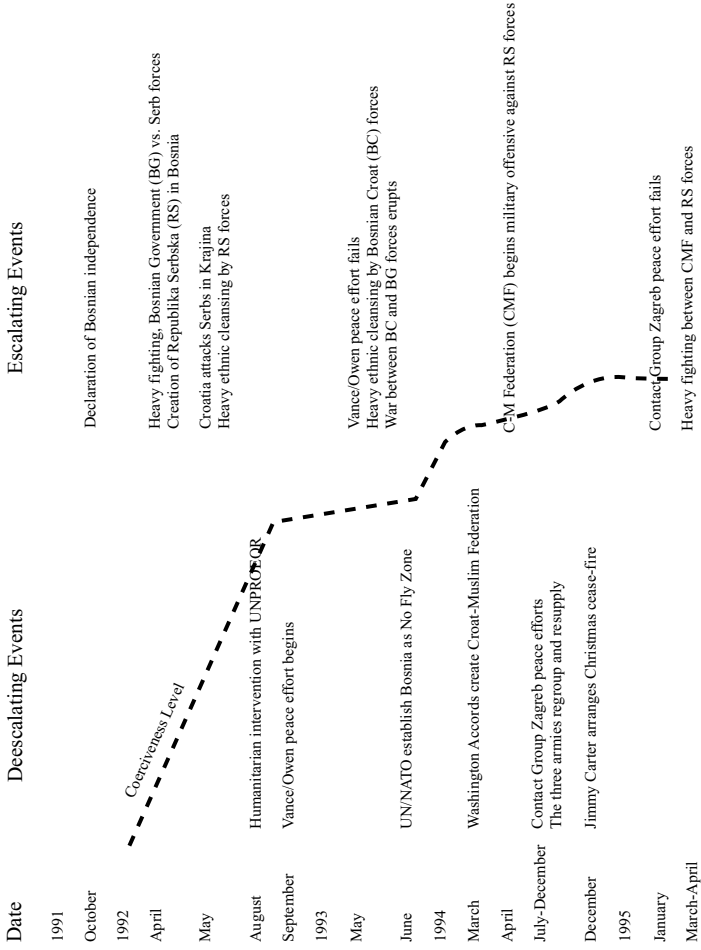 Date Deescalating Events Escalating Events
1991
October Declaration of Bosnian independence
1992
Coerciveness Level
April Heavy fighting, Bosnian Government (BG) vs. Serb forces
Creation of Republika Serbska (RS) in Bosnia
May Croatia attacks Serbs in Krajina
Heavy ethnic cleansing by RS forces
August Humanitarian intervention with UNPROFOR
September Vance/Owen peace effort begins
1993
May Vance/Owen peace effort fails
Heavy ethnic cleansing by Bosnian Croat (BC) forces
War between BC and BG forces erupts
June UN/NATO establish Bosnia as No Fly Zone
1994
March Washington Accords create Croat-Muslim Federation
April C-M Federation (CMF) begins military offensive against RS forces
July-December Contact Group Zagreb peace efforts
The three armies regroup and resupply
December Jimmy Carter arranges Christmas cease-fire
1995
January Contact Group Zagreb peace effort fails
March-April Heavy fighting between CMF and RS forces